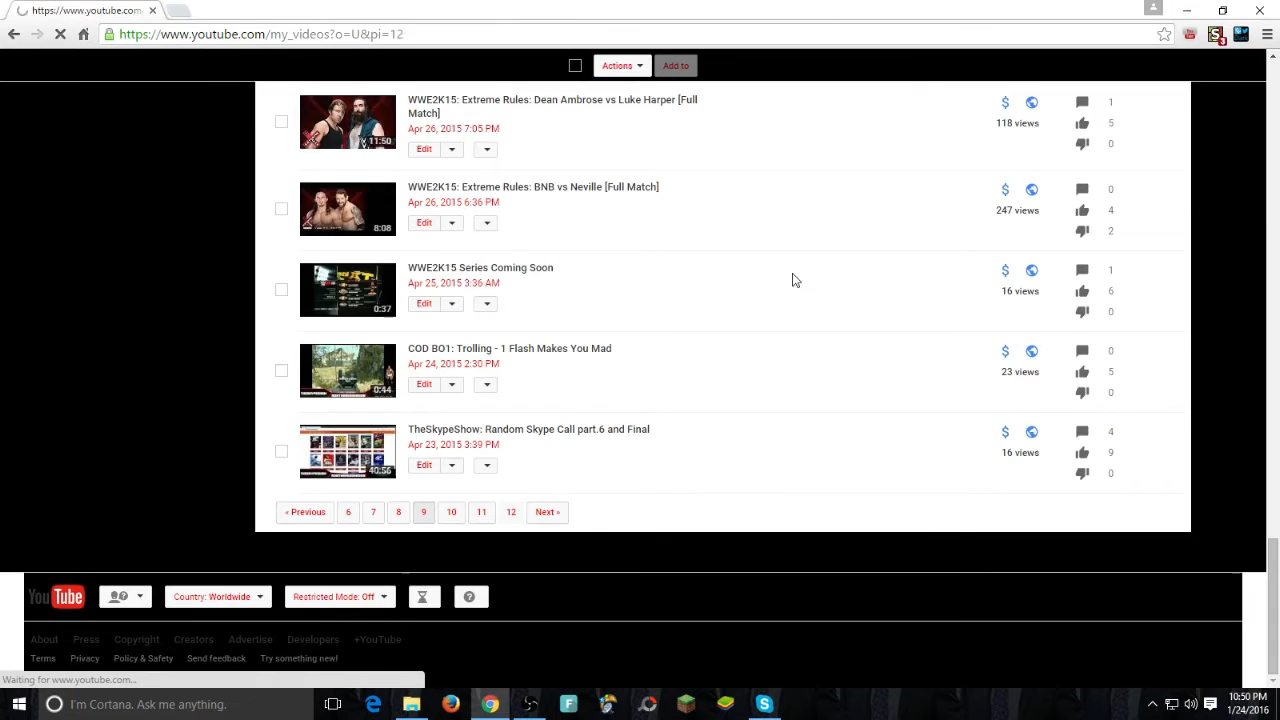 https://www.youtube.com
https://www.youtube.com/my_videos?o=U&pi=12
3
Actions
Add to
WWE2K15: Extreme Rules: Dean Ambrose vs Luke Harper [Full
Match]
Apr 26, 2015 7:05 PM
Edit
11:50
118 views
1
5
0
WWE2K15: Extreme Rules: BNB vs Neville [Full Match]
Apr 26, 2015 6:36 PM
Edit
8:08
247 views
0
4
2
WWE2K15 Series Coming Soon
Apr 25, 2015 3:36 AM
Edit
0:37
16 views
1
6
0
COD BO1: Trolling - 1 Flash Makes You Mad
Apr 24, 2015 2:30 PM
Edit
0:44
23 views
0
5
0
TheSkypeShow: Random Skype Call part.6 and Final
Apr 23, 2015 3:39 PM
Edit
40:56
16 views
4
9
0
« Previous 6 7 8 9 10 11 12 Next »
YouTube
Country: Worldwide
Restricted Mode: Off
About Press Copyright Creators Advertise Developers +YouTube
Terms Privacy Policy & Safety Send feedback Try something new!
Waiting for www.youtube.com...
I'm Cortana. Ask me anything.
10:50 PM
1/24/2016